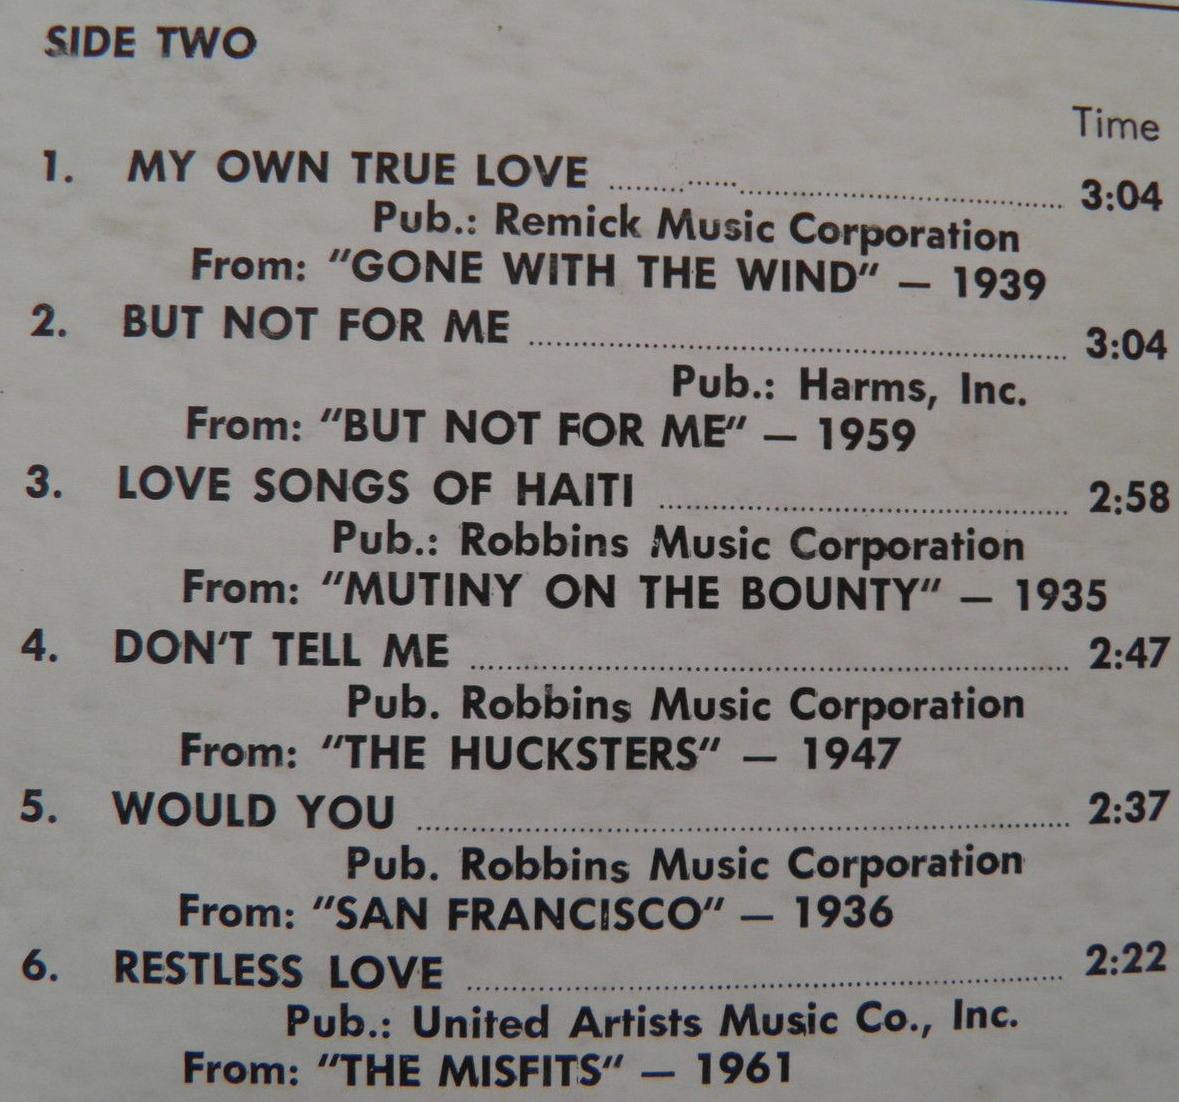 SIDE TWO
Time
1. MY OWN TRUE LOVE ........ 3:04
Pub.: Remick Music Corporation
From: "GONE WITH THE WIND" — 1939
2. BUT NOT FOR ME ........ 3:04
Pub.: Harms, Inc.
From: "BUT NOT FOR ME" — 1959
3. LOVE SONGS OF HAITI ........ 2:58
Pub.: Robbins Music Corporation
From: "MUTINY ON THE BOUNTY" — 1935
4. DON'T TELL ME ........ 2:47
Pub. Robbins Music Corporation
From: "THE HUCKSTERS" — 1947
5. WOULD YOU ........ 2:37
Pub. Robbins Music Corporation
From: "SAN FRANCISCO" — 1936
6. RESTLESS LOVE ........ 2:22
Pub.: United Artists Music Co., Inc.
From: "THE MISFITS" — 1961